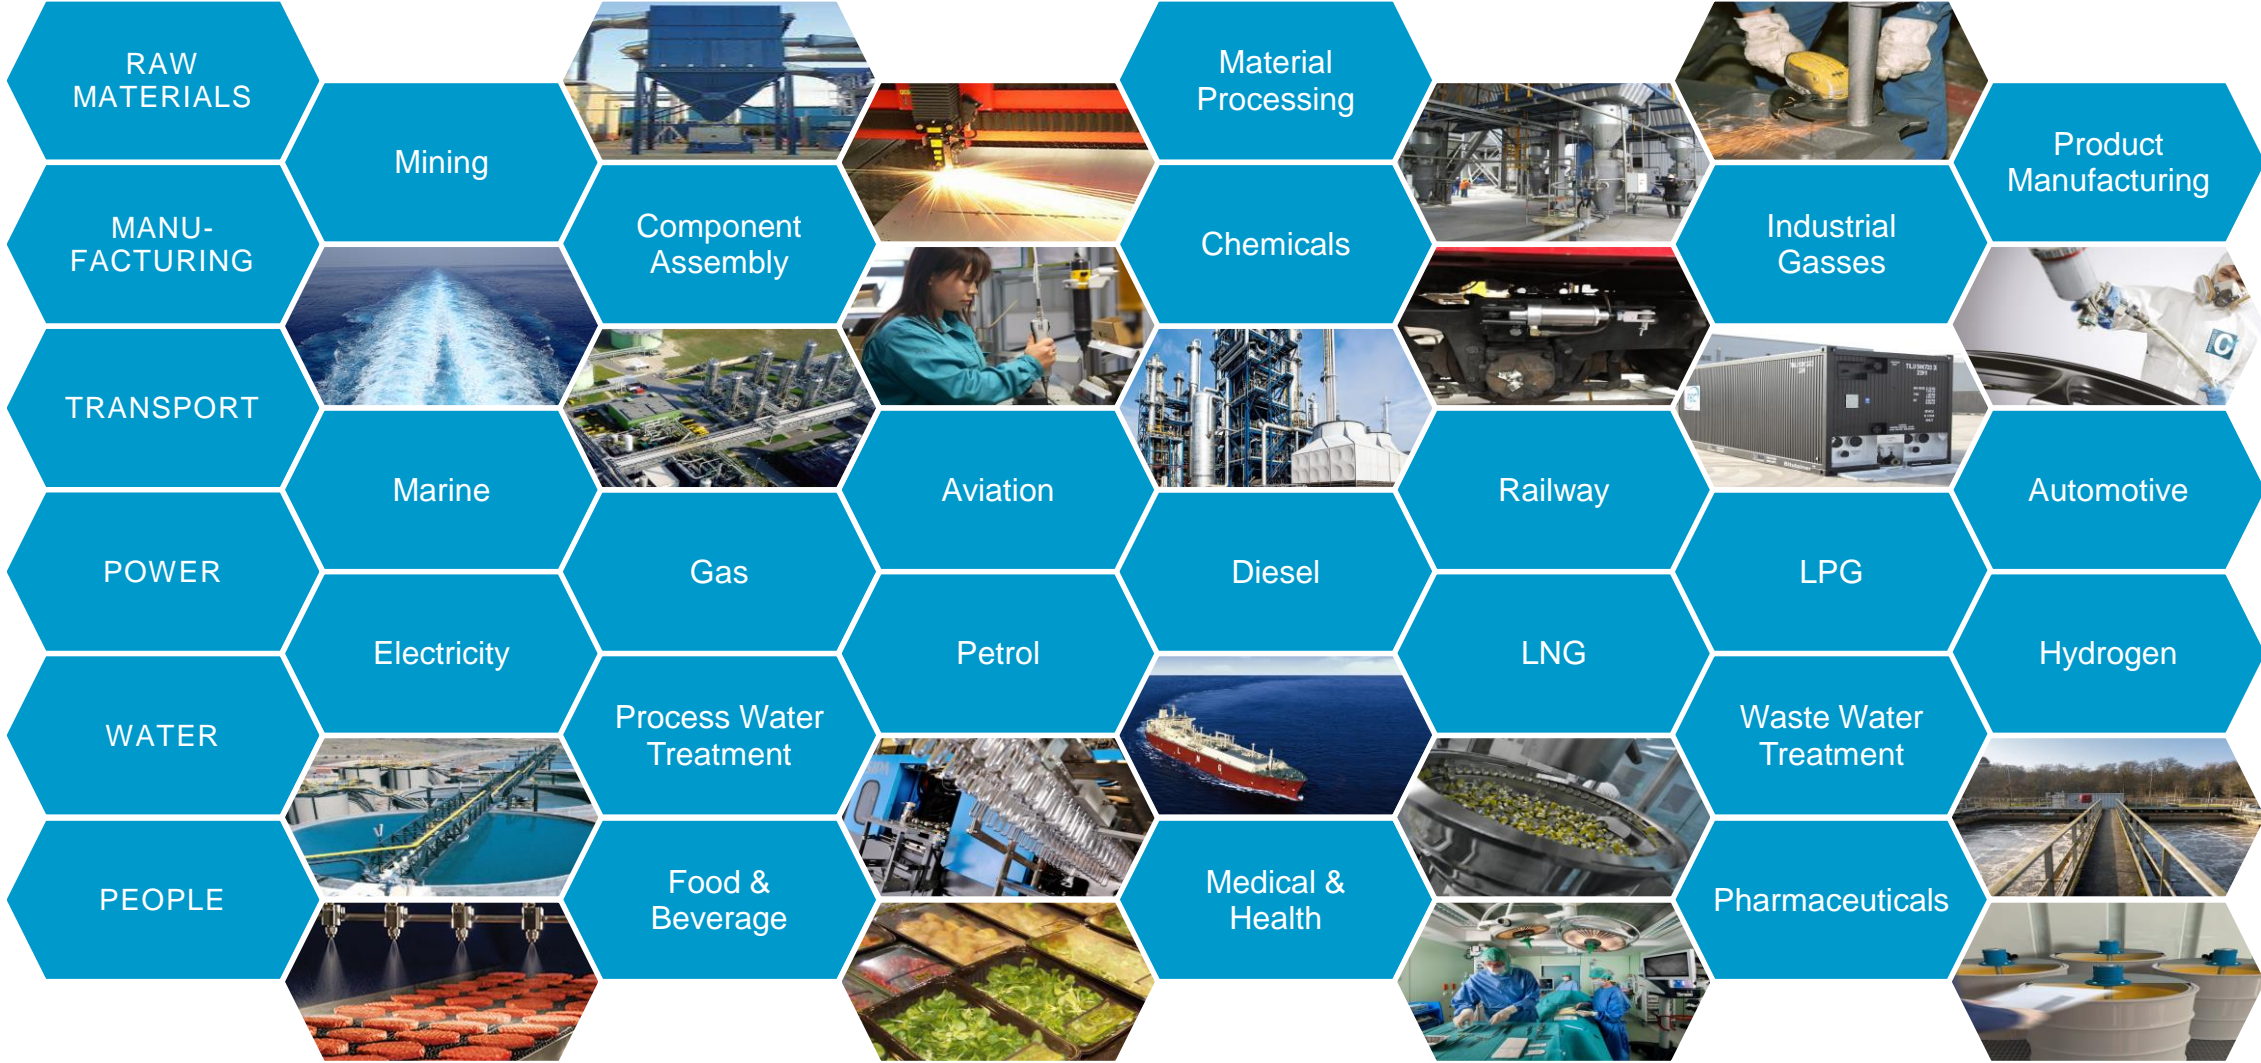 RAW
MATERIALS
Mining
Material
Processing
Product
Manufacturing
MANU-
FACTURING
Component
Assembly
Chemicals
Industrial
Gasses
TRANSPORT
Marine
Aviation
Railway
Automotive
POWER
Gas
Diesel
LPG
Electricity
Petrol
LNG
Hydrogen
WATER
Process Water
Treatment
Waste Water
Treatment
L N G
PEOPLE
Food &
Beverage
Medical &
Health
Pharmaceuticals
C